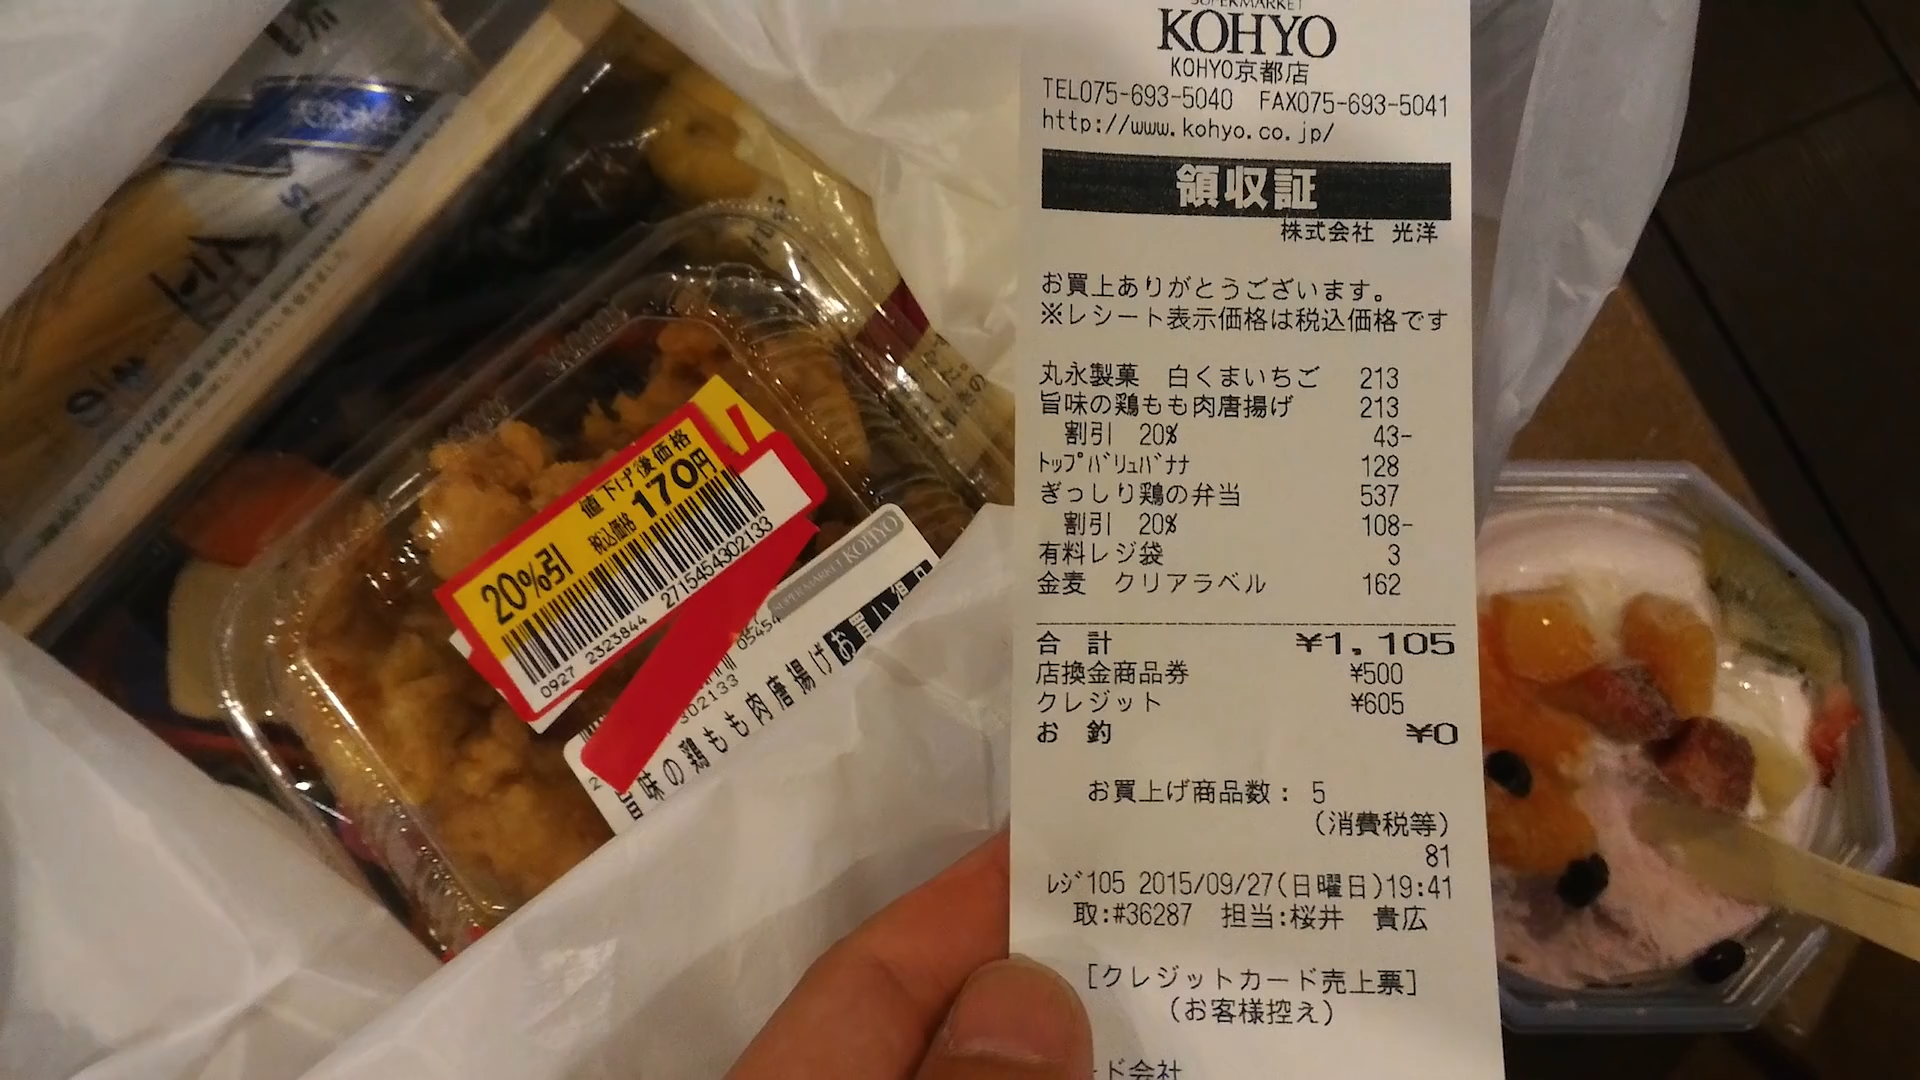 SUPERMARKET
KOHYO
KOHYO京都店
TEL075-693-5040 FAX075-693-5041
http://www.kohyo.co.jp/
領収証
株式会社 光洋
お買上ありがとうございます。
※レシート表示価格は税込価格です
丸永製菓 白くまいちご 213
旨味の鶏もも肉唐揚げ 213
割引 20% 43-
トップバリュバナナ 128
ぎっしり鶏の弁当 537
割引 20% 108-
有料レジ袋 3
金麦 クリアラベル 162
合計 ¥1,105
店換金商品券 ¥500
クレジット ¥605
お釣 ¥0
お買上げ商品数: 5
(消費税等)
81
レジ105 2015/09/27(日曜日)19:41
取:#36287 担当:桜井 貴広
[クレジットカード売上票]
(お客様控え)
ド会社
値下げ後価格
20%引 税込価格 170円
0927 2323844 2715454302133
SUPERMARKET KOHYO
05454
302133
味の鶏もも肉唐揚げ